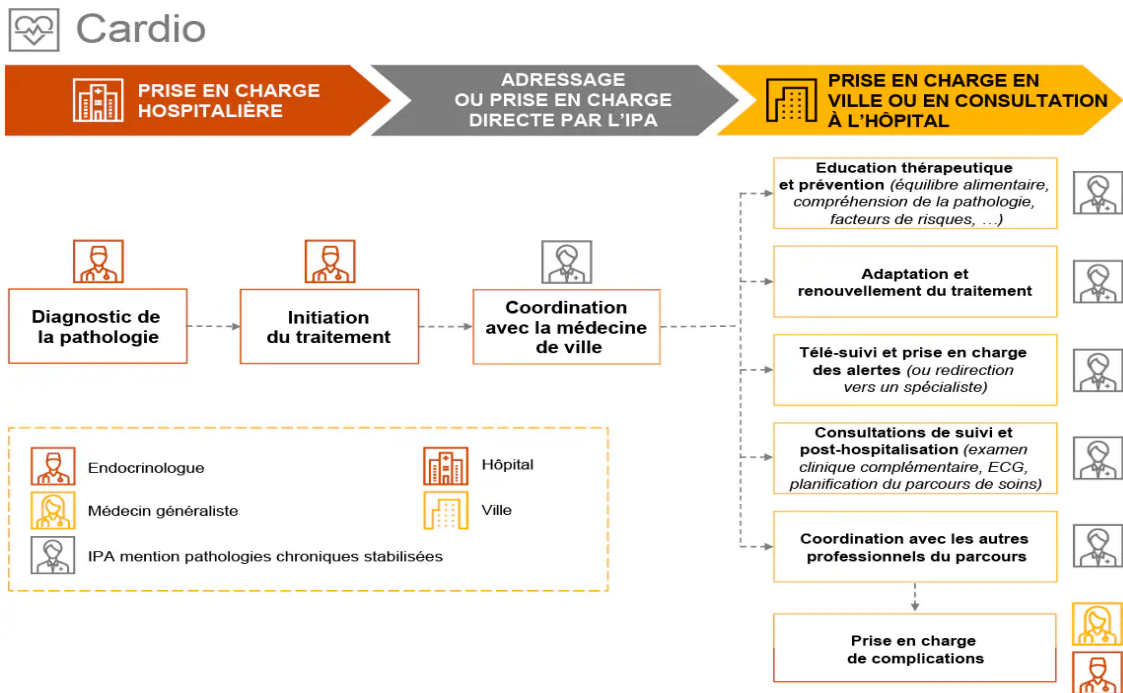 Cardio
PRISE EN CHARGE
HOSPITALIÈRE
ADRESSAGE
OU PRISE EN CHARGE
DIRECTE PAR L'IPA
PRISE EN CHARGE EN
VILLE OU EN CONSULTATION
À L'HÔPITAL
Diagnostic de
la pathologie
Initiation
du traitement
Coordination
avec la médecine
de ville
Education thérapeutique
et prévention (équilibre alimentaire,
compréhension de la pathologie,
facteurs de risques, …)
Adaptation et
renouvellement du traitement
Télé-suivi et prise en charge
des alertes (ou redirection
vers un spécialiste)
Consultations de suivi et
post-hospitalisation (examen
clinique complémentaire, ECG,
planification du parcours de soins)
Coordination avec les autres
professionnels du parcours
Prise en charge
de complications
Endocrinologue
Médecin généraliste
IPA mention pathologies chroniques stabilisées
Hôpital
Ville